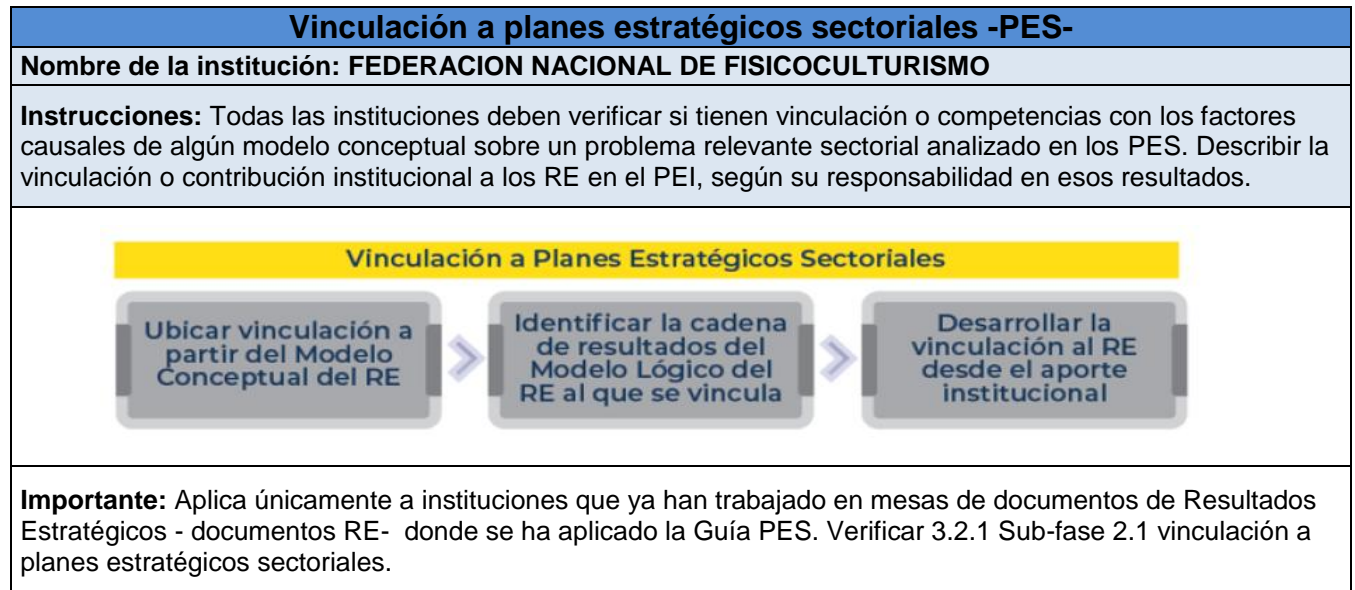 Vinculación a planes estratégicos sectoriales -PES-
Nombre de la institución: FEDERACION NACIONAL DE FISICOCULTURISMO
Instrucciones: Todas las instituciones deben verificar si tienen vinculación o competencias con los factores
causales de algún modelo conceptual sobre un problema relevante sectorial analizado en los PES. Describir la
vinculación o contribución institucional a los RE en el PEI, según su responsabilidad en esos resultados.
Vinculación a Planes Estratégicos Sectoriales
Ubicar vinculación a
partir del Modelo
Conceptual del RE
Identificar la cadena
de resultados del
Modelo Lógico del
RE al que se vincula
Desarrollar la
vinculación al RE
desde el aporte
institucional
Importante: Aplica únicamente a instituciones que ya han trabajado en mesas de documentos de Resultados
Estratégicos - documentos RE- donde se ha aplicado la Guía PES. Verificar 3.2.1 Sub-fase 2.1 vinculación a
planes estratégicos sectoriales.